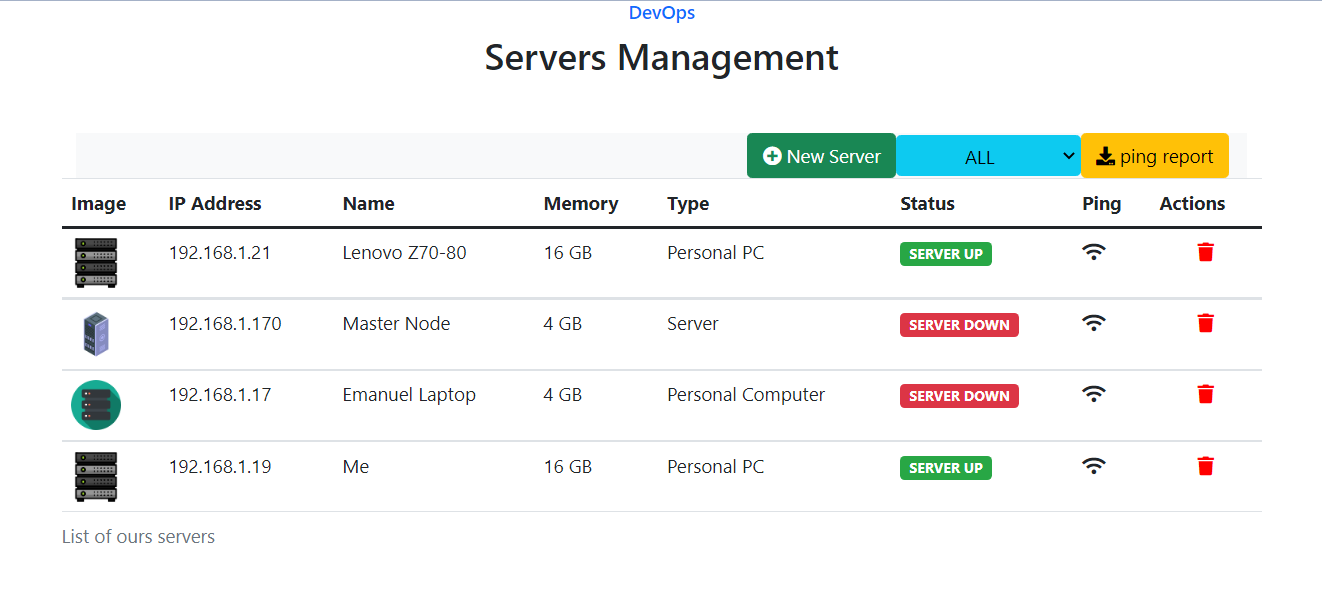 DevOps
Servers Management
New Server ALL ping report
Image IP Address Name Memory Type Status Ping Actions
192.168.1.21 Lenovo Z70-80 16 GB Personal PC SERVER UP
192.168.1.170 Master Node 4 GB Server SERVER DOWN
192.168.1.17 Emanuel Laptop 4 GB Personal Computer SERVER DOWN
192.168.1.19 Me 16 GB Personal PC SERVER UP
List of ours servers